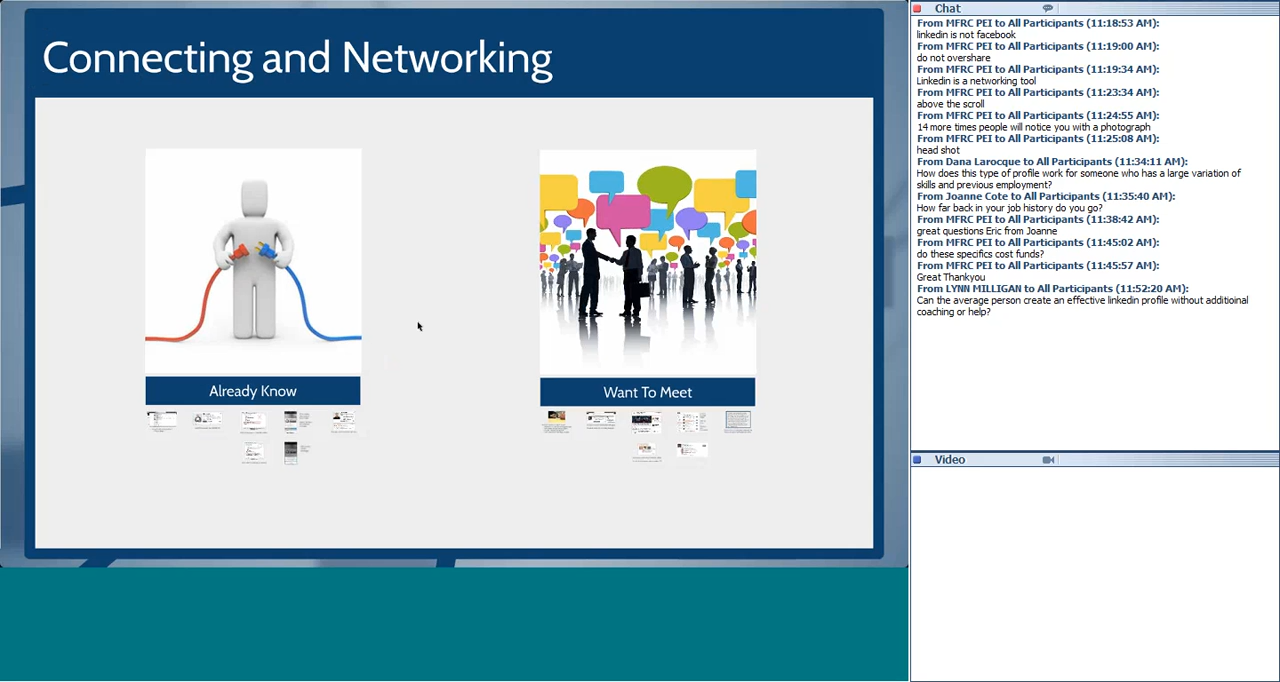 Connecting and Networking
Already Know
Want To Meet
Chat
From MFRC PEI to All Participants (11:18:53 AM):
linkedin is not facebook
From MFRC PEI to All Participants (11:19:00 AM):
do not overshare
From MFRC PEI to All Participants (11:19:34 AM):
Linkedin is a networking tool
From MFRC PEI to All Participants (11:23:34 AM):
above the scroll
From MFRC PEI to All Participants (11:24:55 AM):
14 more times people will notice you with a photograph
From MFRC PEI to All Participants (11:25:08 AM):
head shot
From Dana Larocque to All Participants (11:34:11 AM):
How does this type of profile work for someone who has a large variation of
skills and previous employment?
From Joanne Cote to All Participants (11:35:40 AM):
How far back in your job history do you go?
From MFRC PEI to All Participants (11:38:42 AM):
great questions Eric from Joanne
From MFRC PEI to All Participants (11:45:02 AM):
do these specifics cost funds?
From MFRC PEI to All Participants (11:45:57 AM):
Great Thankyou
From LYNN MILLIGAN to All Participants (11:52:20 AM):
Can the average person create an effective linkedin profile without additioinal
coaching or help?
Video